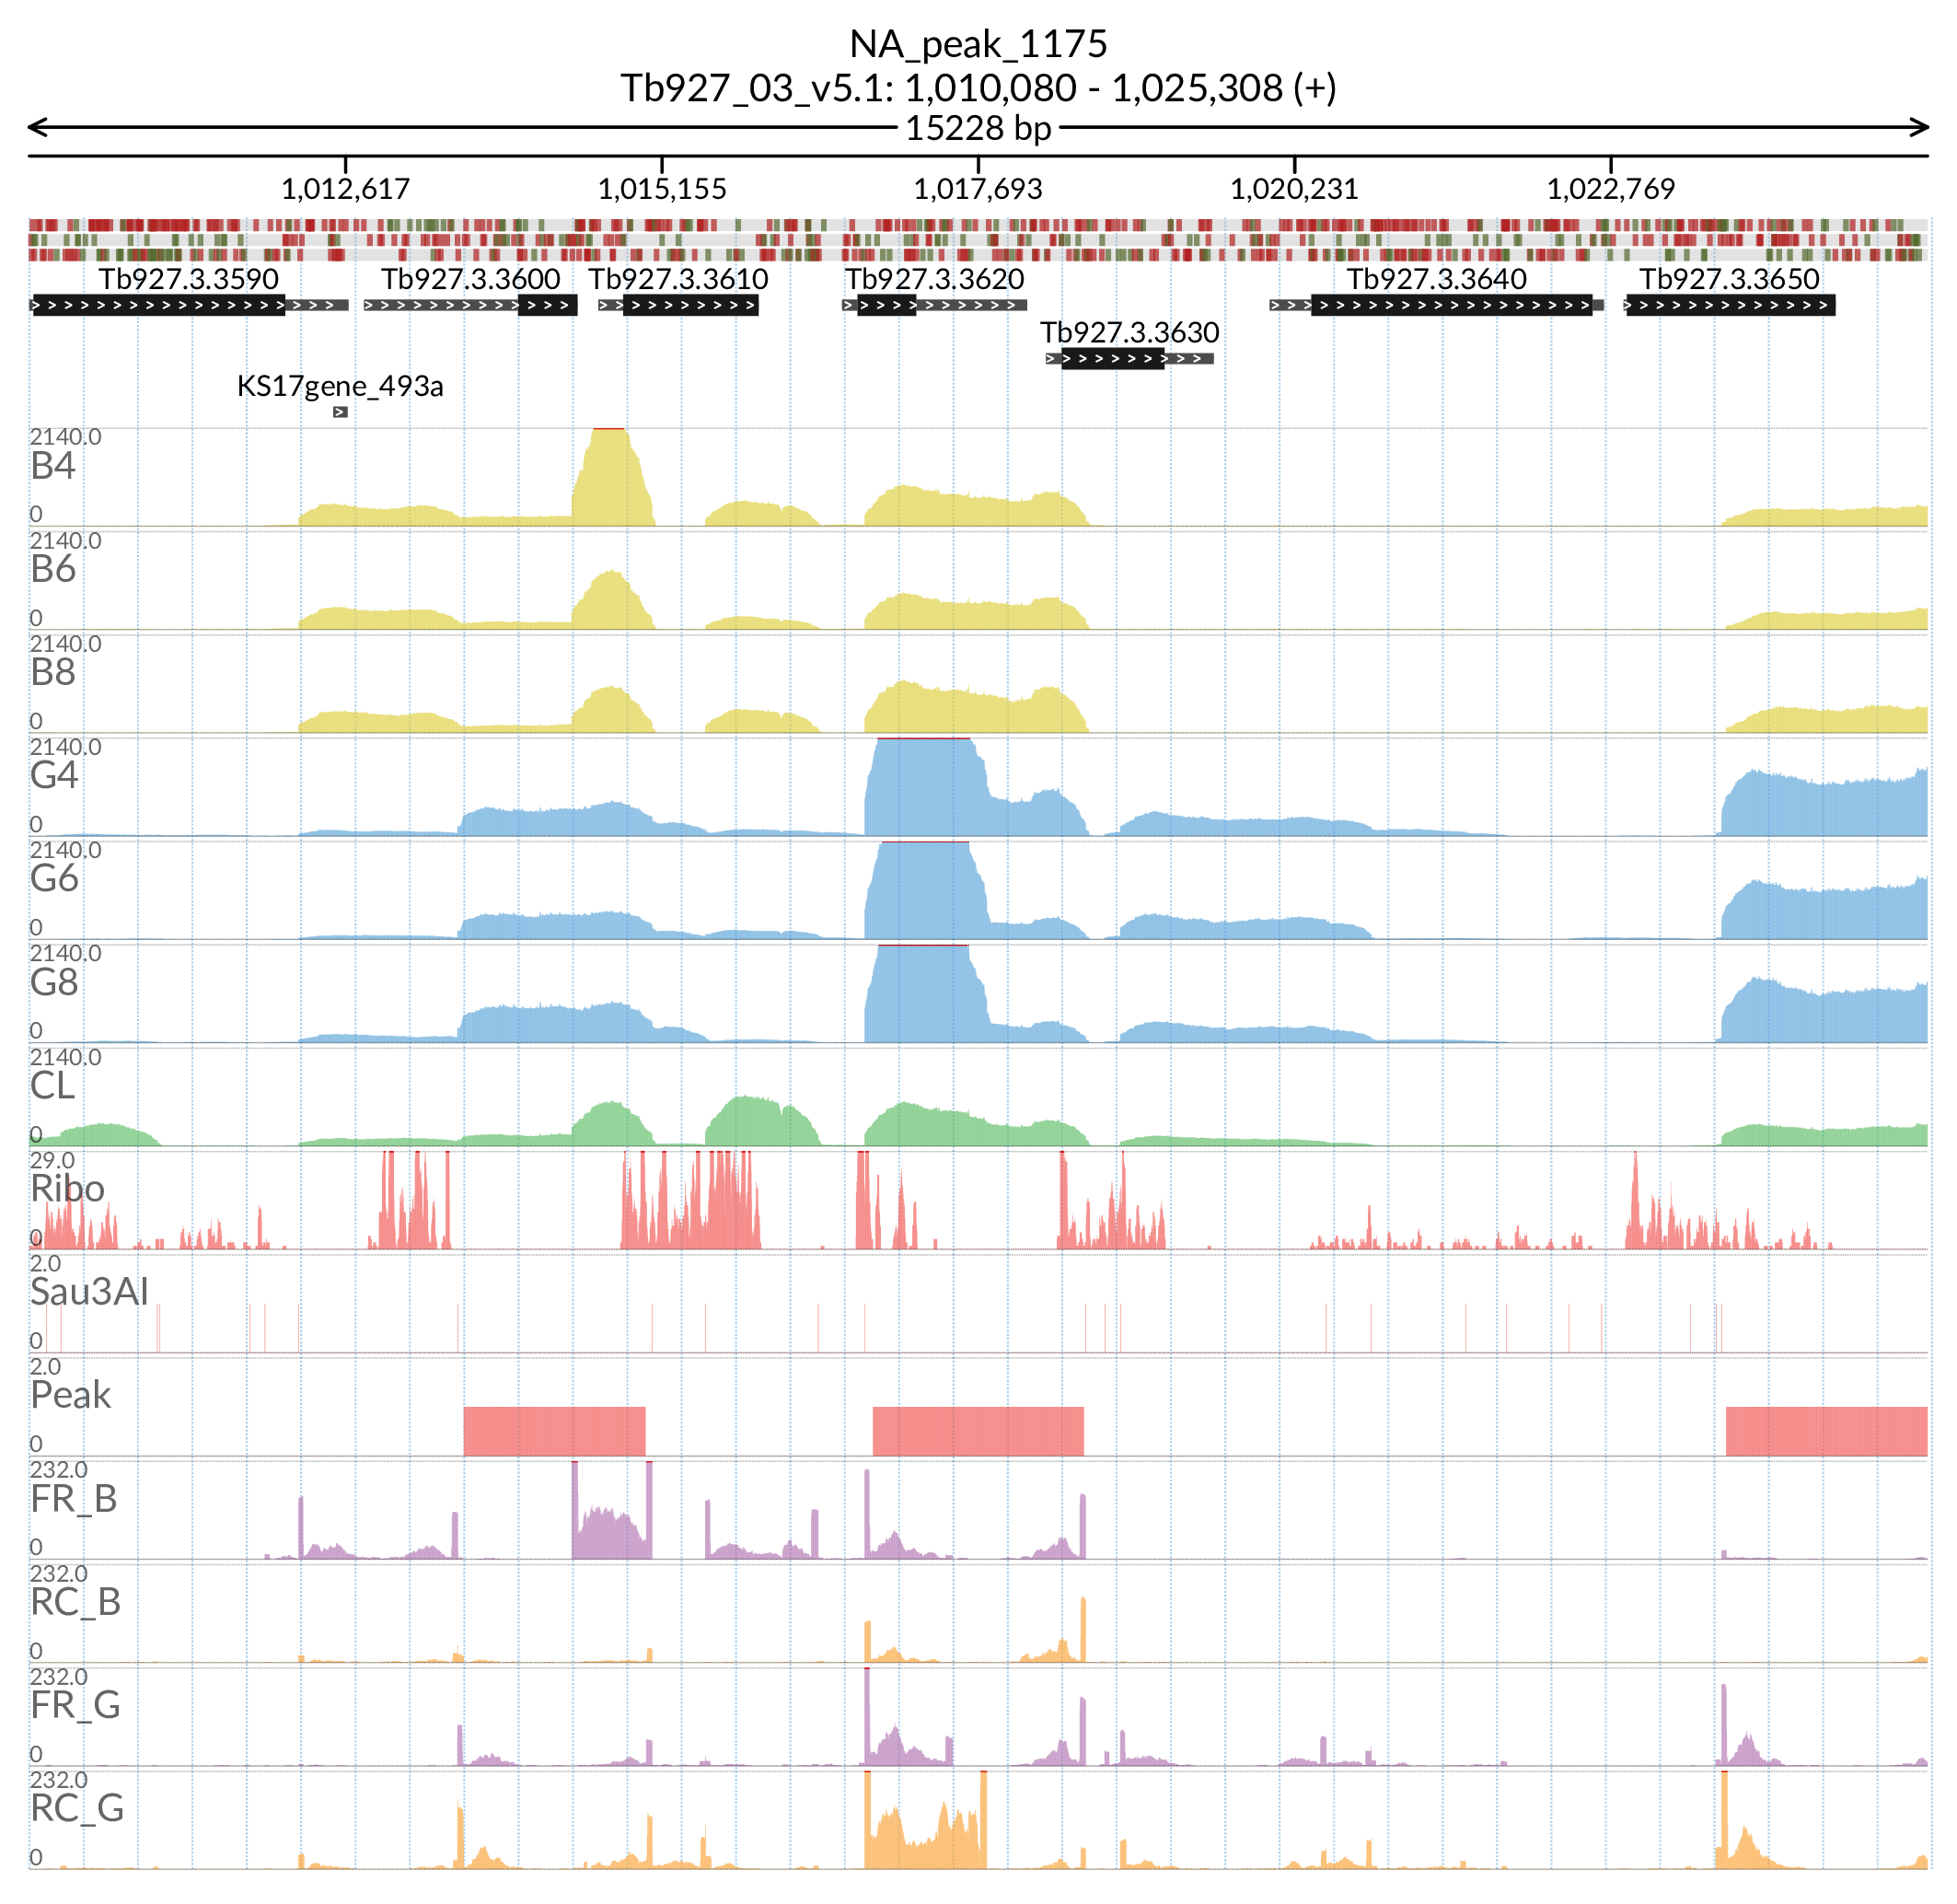 NA_peak_1175
Tb927_03_v5.1: 1,010,080 - 1,025,308 (+)
15228 bp
1,012,617 1,015,155 1,017,693 1,020,231 1,022,769
Tb927.3.3590 Tb927.3.3600 Tb927.3.3610 Tb927.3.3620 Tb927.3.3640 Tb927.3.3650
Tb927.3.3630
KS17gene_493a
2140.0
B4
0
2140.0
B6
0
2140.0
B8
0
2140.0
G4
0
2140.0
G6
0
2140.0
G8
0
2140.0
CL
0
29.0
Ribo
0
2.0
Sau3AI
0
2.0
Peak
0
232.0
FR_B
0
232.0
RC_B
0
232.0
FR_G
0
232.0
RC_G
0